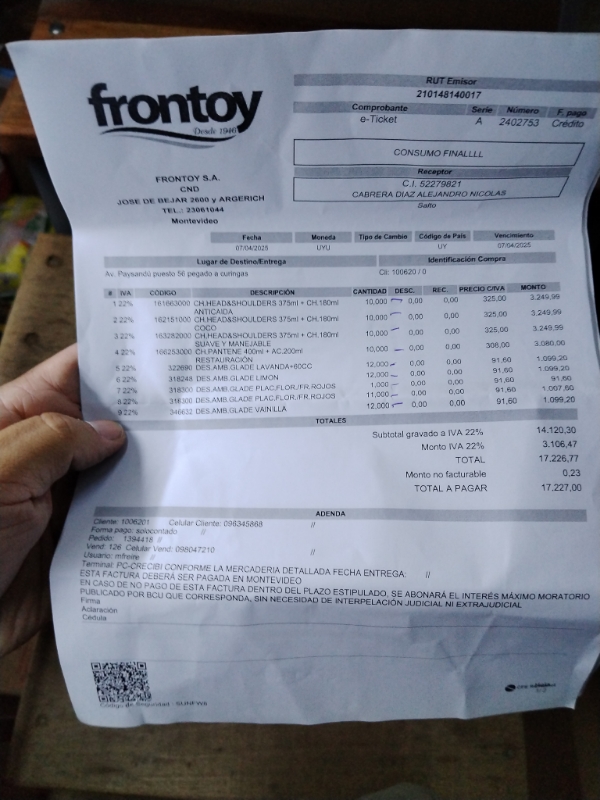 frontoy
Desde 1940
RUT Emisor
210148140017
Comprobante Serie Número F. pago
e-Ticket A 2402753 Crédito
CONSUMO FINALLLL
Receptor
C.I. 52279821
CABRERA DIAZ ALEJANDRO NICOLAS
Salto
FRONTOY S.A.
CND
JOSE DE BEJAR 2600 y ARGERICH
TEL.: 23061044
Montevideo
Fecha Moneda Tipo de Cambio Código de País Vencimiento
07/04/2025 UYU UY 07/04/2025
Lugar de Destino/Entrega Identificación Compra
Av. Paysandú puesto 56 pegado a curingas Cli: 100620 / 0
# IVA CÓDIGO DESCRIPCIÓN CANTIDAD DESC. REC. PRECIO C/IVA MONTO
1 22% 161863000 CH.HEAD&SHOULDERS 375ml + CH.180ml 10,000 0,00 0,00 325,00 3.249,99
ANTICAIDA
2 22% 162151000 CH.HEAD&SHOULDERS 375ml + CH.180ml 10,000 0,00 0,00 325,00 3.249,99
COCO
3 22% 163282000 CH.HEAD&SHOULDERS 375ml + CH.180ml 10,000 0,00 0,00 325,00 3.249,99
SUAVE Y MANEJABLE
4 22% 166253000 CH.PANTENE 400ml + AC.200ml 10,000 0,00 0,00 308,00 3.080,00
RESTAURACIÓN
5 22% 322690 DES.AMB.GLADE LAVANDA+60CC 12,000 0,00 0,00 91,60 1.099,20
6 22% 318248 DES.AMB.GLADE LIMON 12,000 0,00 0,00 91,60 1.099,20
7 22% 318300 DES.AMB.GLADE PLAC,FLOR./FR.ROJOS 1,000 0,00 0,00 91,60 91,60
8 22% 318300 DES.AMB.GLADE PLAC,FLOR./FR.ROJOS 11,000 0,00 0,00 91,60 1.007,60
9 22% 346632 DES.AMB.GLADE VAINILLA 12,000 0,00 0,00 91,60 1.099,20
TOTALES
Subtotal gravado a IVA 22% 14.120,30
Monto IVA 22% 3.106,47
TOTAL 17.226,77
Monto no facturable 0,23
TOTAL A PAGAR 17.227,00
ADENDA
Cliente: 1006201 Celular Cliente: 096345868 //
Forma pago: solocontado //
Pedido: 1394418 //
Vend: 126 Celular Vend: 098047210 //
Usuario: mfreire
Terminal: PC-CRECIBI CONFORME LA MERCADERIA DETALLADA FECHA ENTREGA: //
ESTA FACTURA DEBERA SER PAGADA EN MONTEVIDEO
EN CASO DE NO PAGO DE ESTA FACTURA DENTRO DEL PLAZO ESTIPULADO, SE ABONARÁ EL INTERÉS MÁXIMO MORATORIO
PUBLICADO POR BCU QUE CORRESPONDA, SIN NECESIDAD DE INTERPELACIÓN JUDICIAL NI EXTRAJUDICIAL
Firma
Aclaración
Cédula
Código de Seguridad